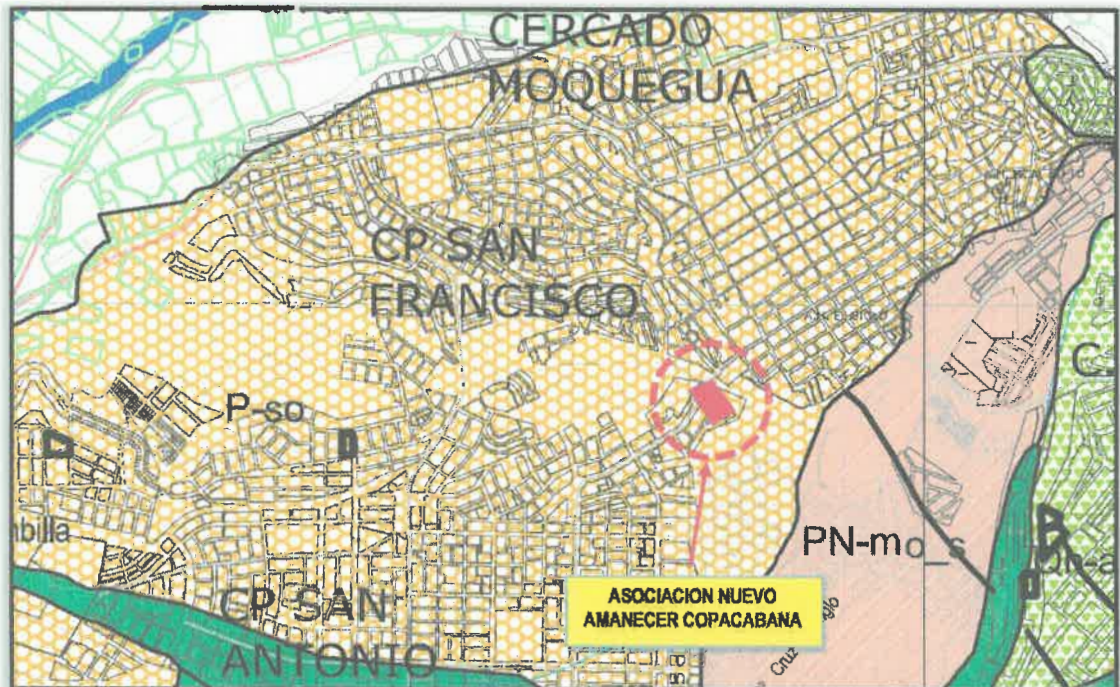 CERCADO
MOQUEGUA
CP SAN
FRANCISCO
P-so
PN-mo_s
CP SAN
ANTONIO
ASOCIACION NUEVO
AMANECER COPACABANA
Cruz